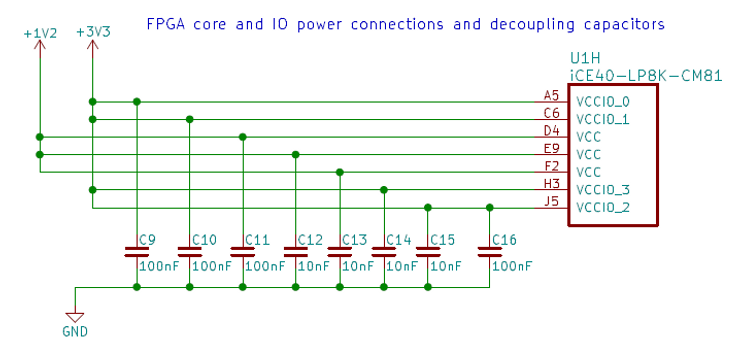 FPGA core and IO power connections and decoupling capacitors
+1V2
+3V3
U1H
iCE40-LP8K-CM81
A5 VCCIO_0
C6 VCCIO_1
D4 VCC
E9 VCC
F2 VCC
H3 VCCIO_3
J5 VCCIO_2
C9 C10 C11 C12 C13 C14 C15 C16
100nF 100nF 100nF 10nF 10nF 10nF 10nF 100nF
GND